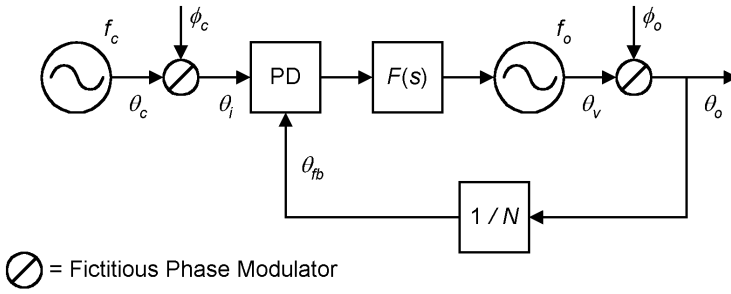 f_c
ϕ_c
f_o
ϕ_o
PD
F(s)
θ_c
θ_i
θ_v
θ_o
θ_fb
1 / N
= Fictitious Phase Modulator